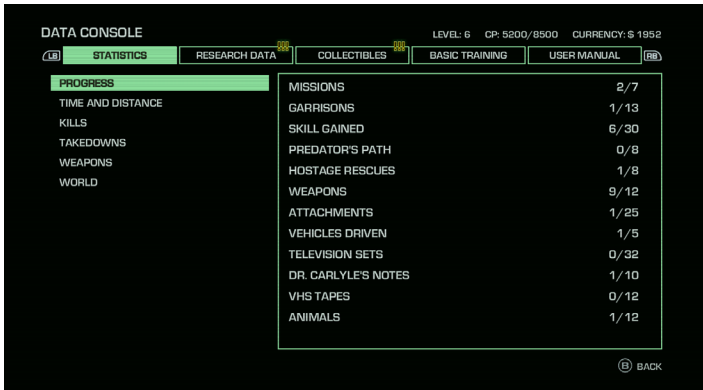 DATA CONSOLE
LEVEL: 6 CP: 5200/8500 CURRENCY: $ 1952
LB STATISTICS RESEARCH DATA COLLECTIBLES BASIC TRAINING USER MANUAL RB
PROGRESS
TIME AND DISTANCE
KILLS
TAKEDOWNS
WEAPONS
WORLD
MISSIONS 2/7
GARRISONS 1/13
SKILL GAINED 6/30
PREDATOR'S PATH 0/8
HOSTAGE RESCUES 1/8
WEAPONS 9/12
ATTACHMENTS 1/25
VEHICLES DRIVEN 1/5
TELEVISION SETS 0/32
DR. CARLYLE'S NOTES 1/10
VHS TAPES 0/12
ANIMALS 1/12
B BACK